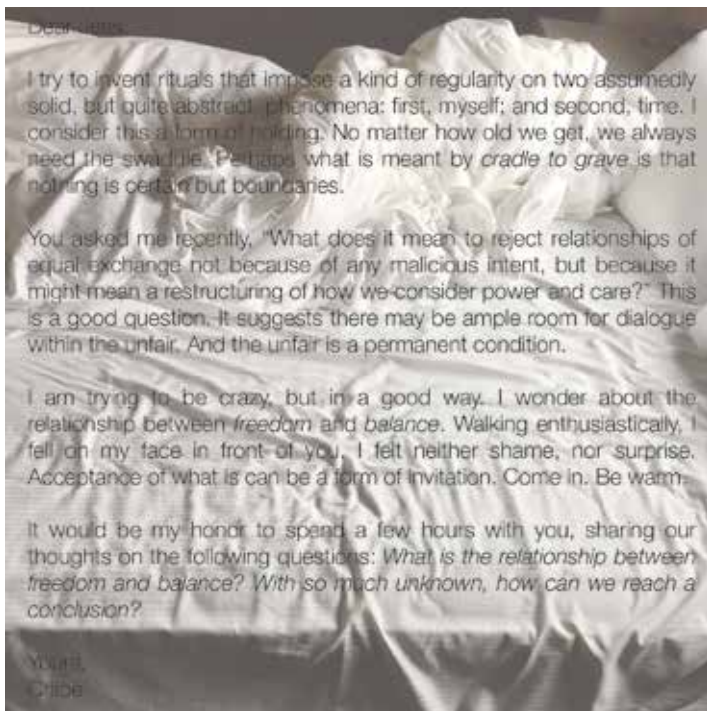 I try to invent rituals that impose a kind of regularity on two assumedly
solid, but quite abstract phenomena: first, myself; and second, time. I
consider this a form of holding. No matter how old we get, we always
need the swaddle. Perhaps what is meant by cradle to grave is that
nothing is certain but boundaries.
You asked me recently, "What does it mean to reject relationships of
equal exchange not because of any malicious intent, but because it
might mean a restructuring of how we consider power and care?" This
is a good question. It suggests there may be ample room for dialogue
within the unfair. And the unfair is a permanent condition.
I am trying to be crazy, but in a good way. I wonder about the
relationship between freedom and balance. Walking enthusiastically, I
fell on my face in front of you. I felt neither shame, nor surprise.
Acceptance of what is can be a form of invitation. Come in. Be warm.
It would be my honor to spend a few hours with you, sharing our
thoughts on the following questions: What is the relationship between
freedom and balance? With so much unknown, how can we reach a
conclusion?
Yours,